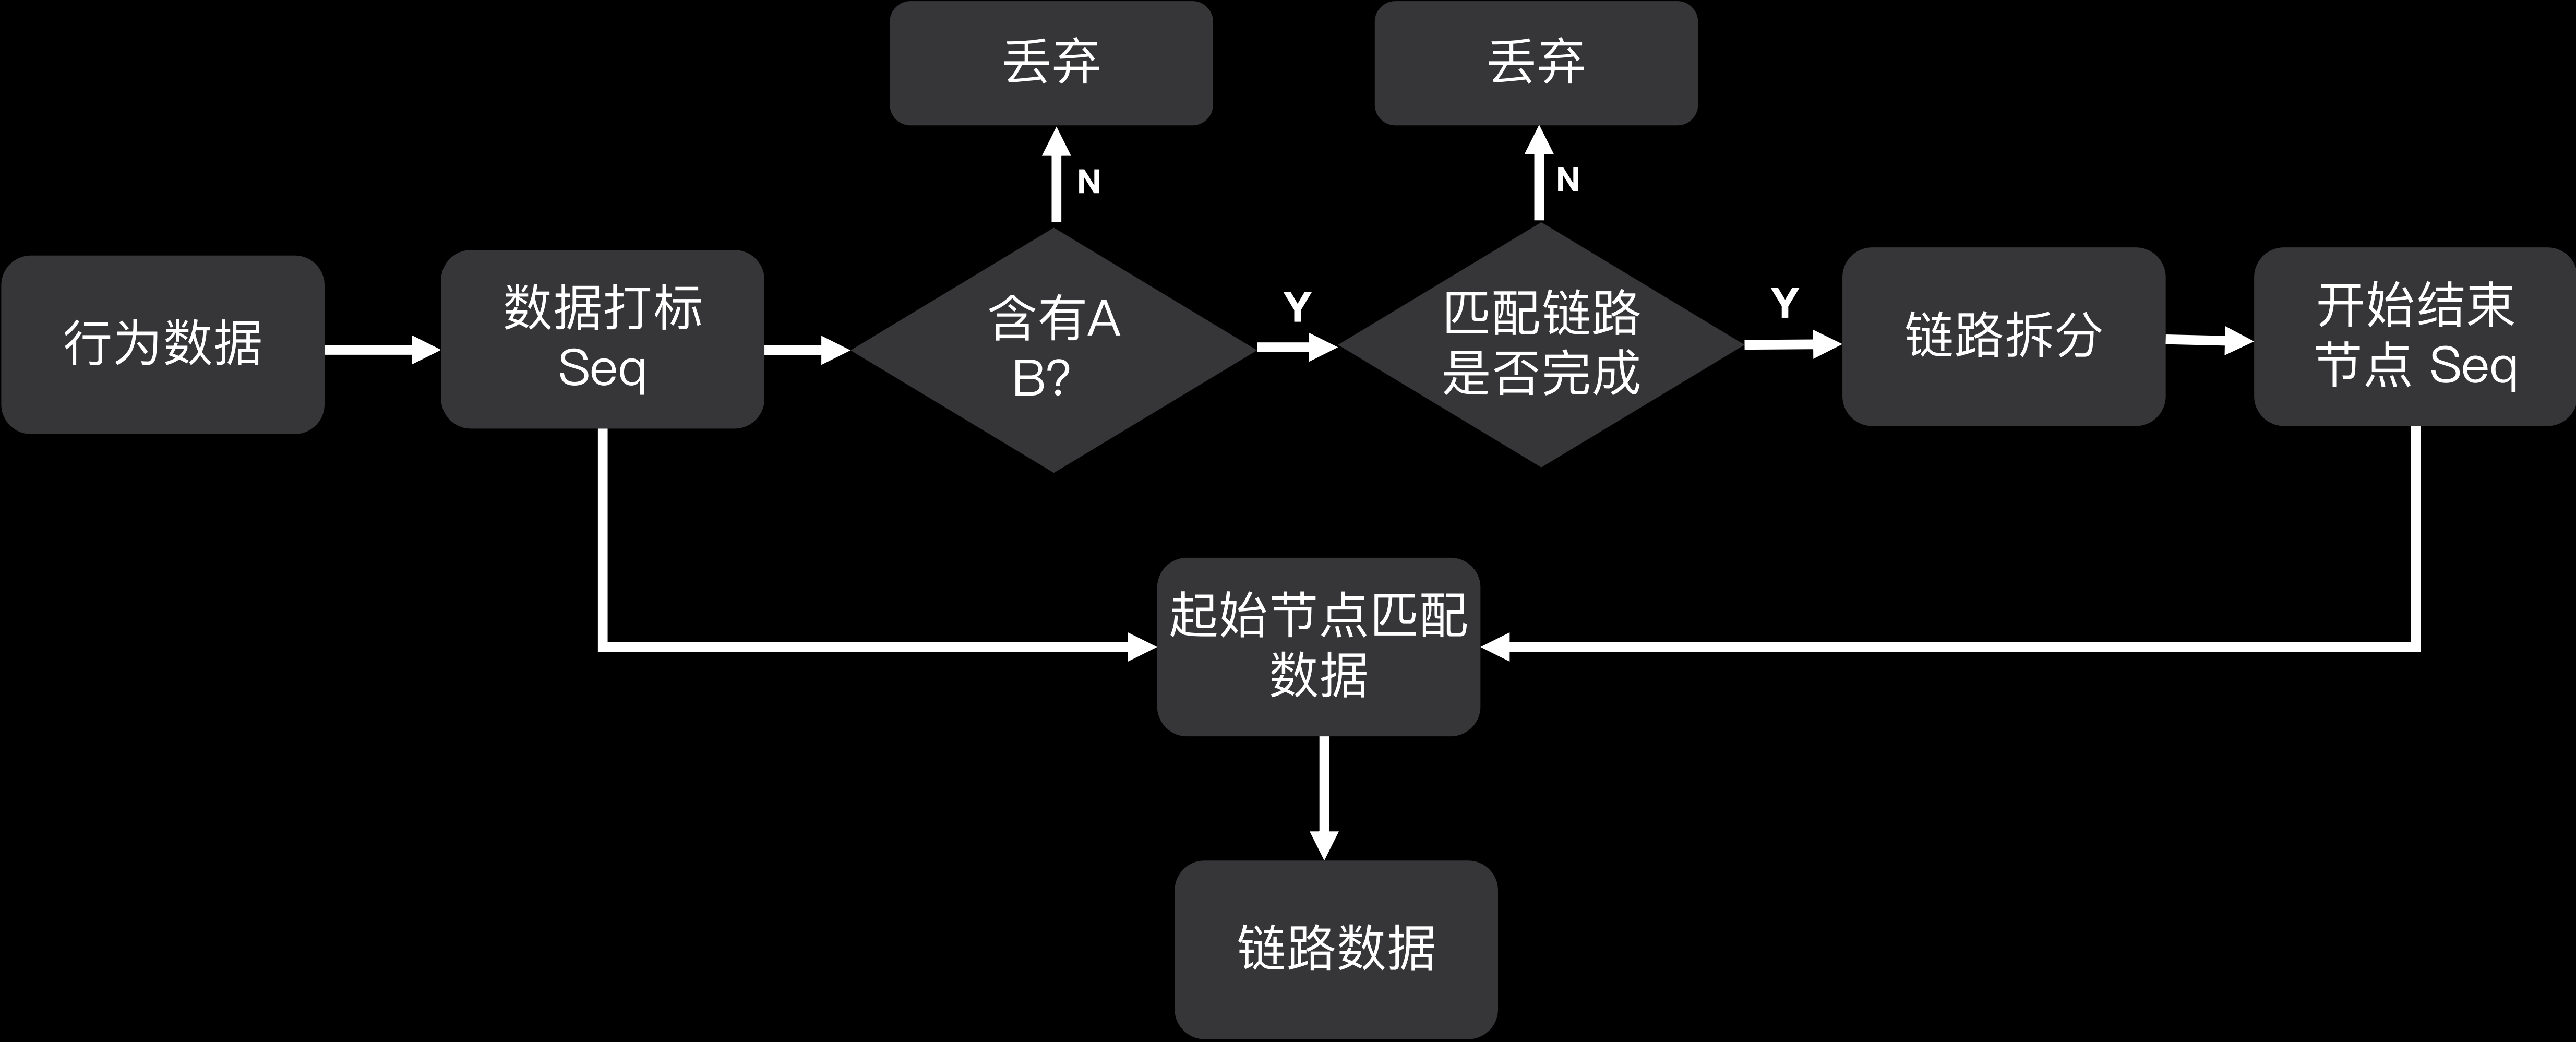 丢弃
丢弃
N
N
行为数据
数据打标
Seq
含有A
B?
Y
匹配链路
是否完成
Y
链路拆分
开始结束
节点 Seq
起始节点匹配
数据
链路数据